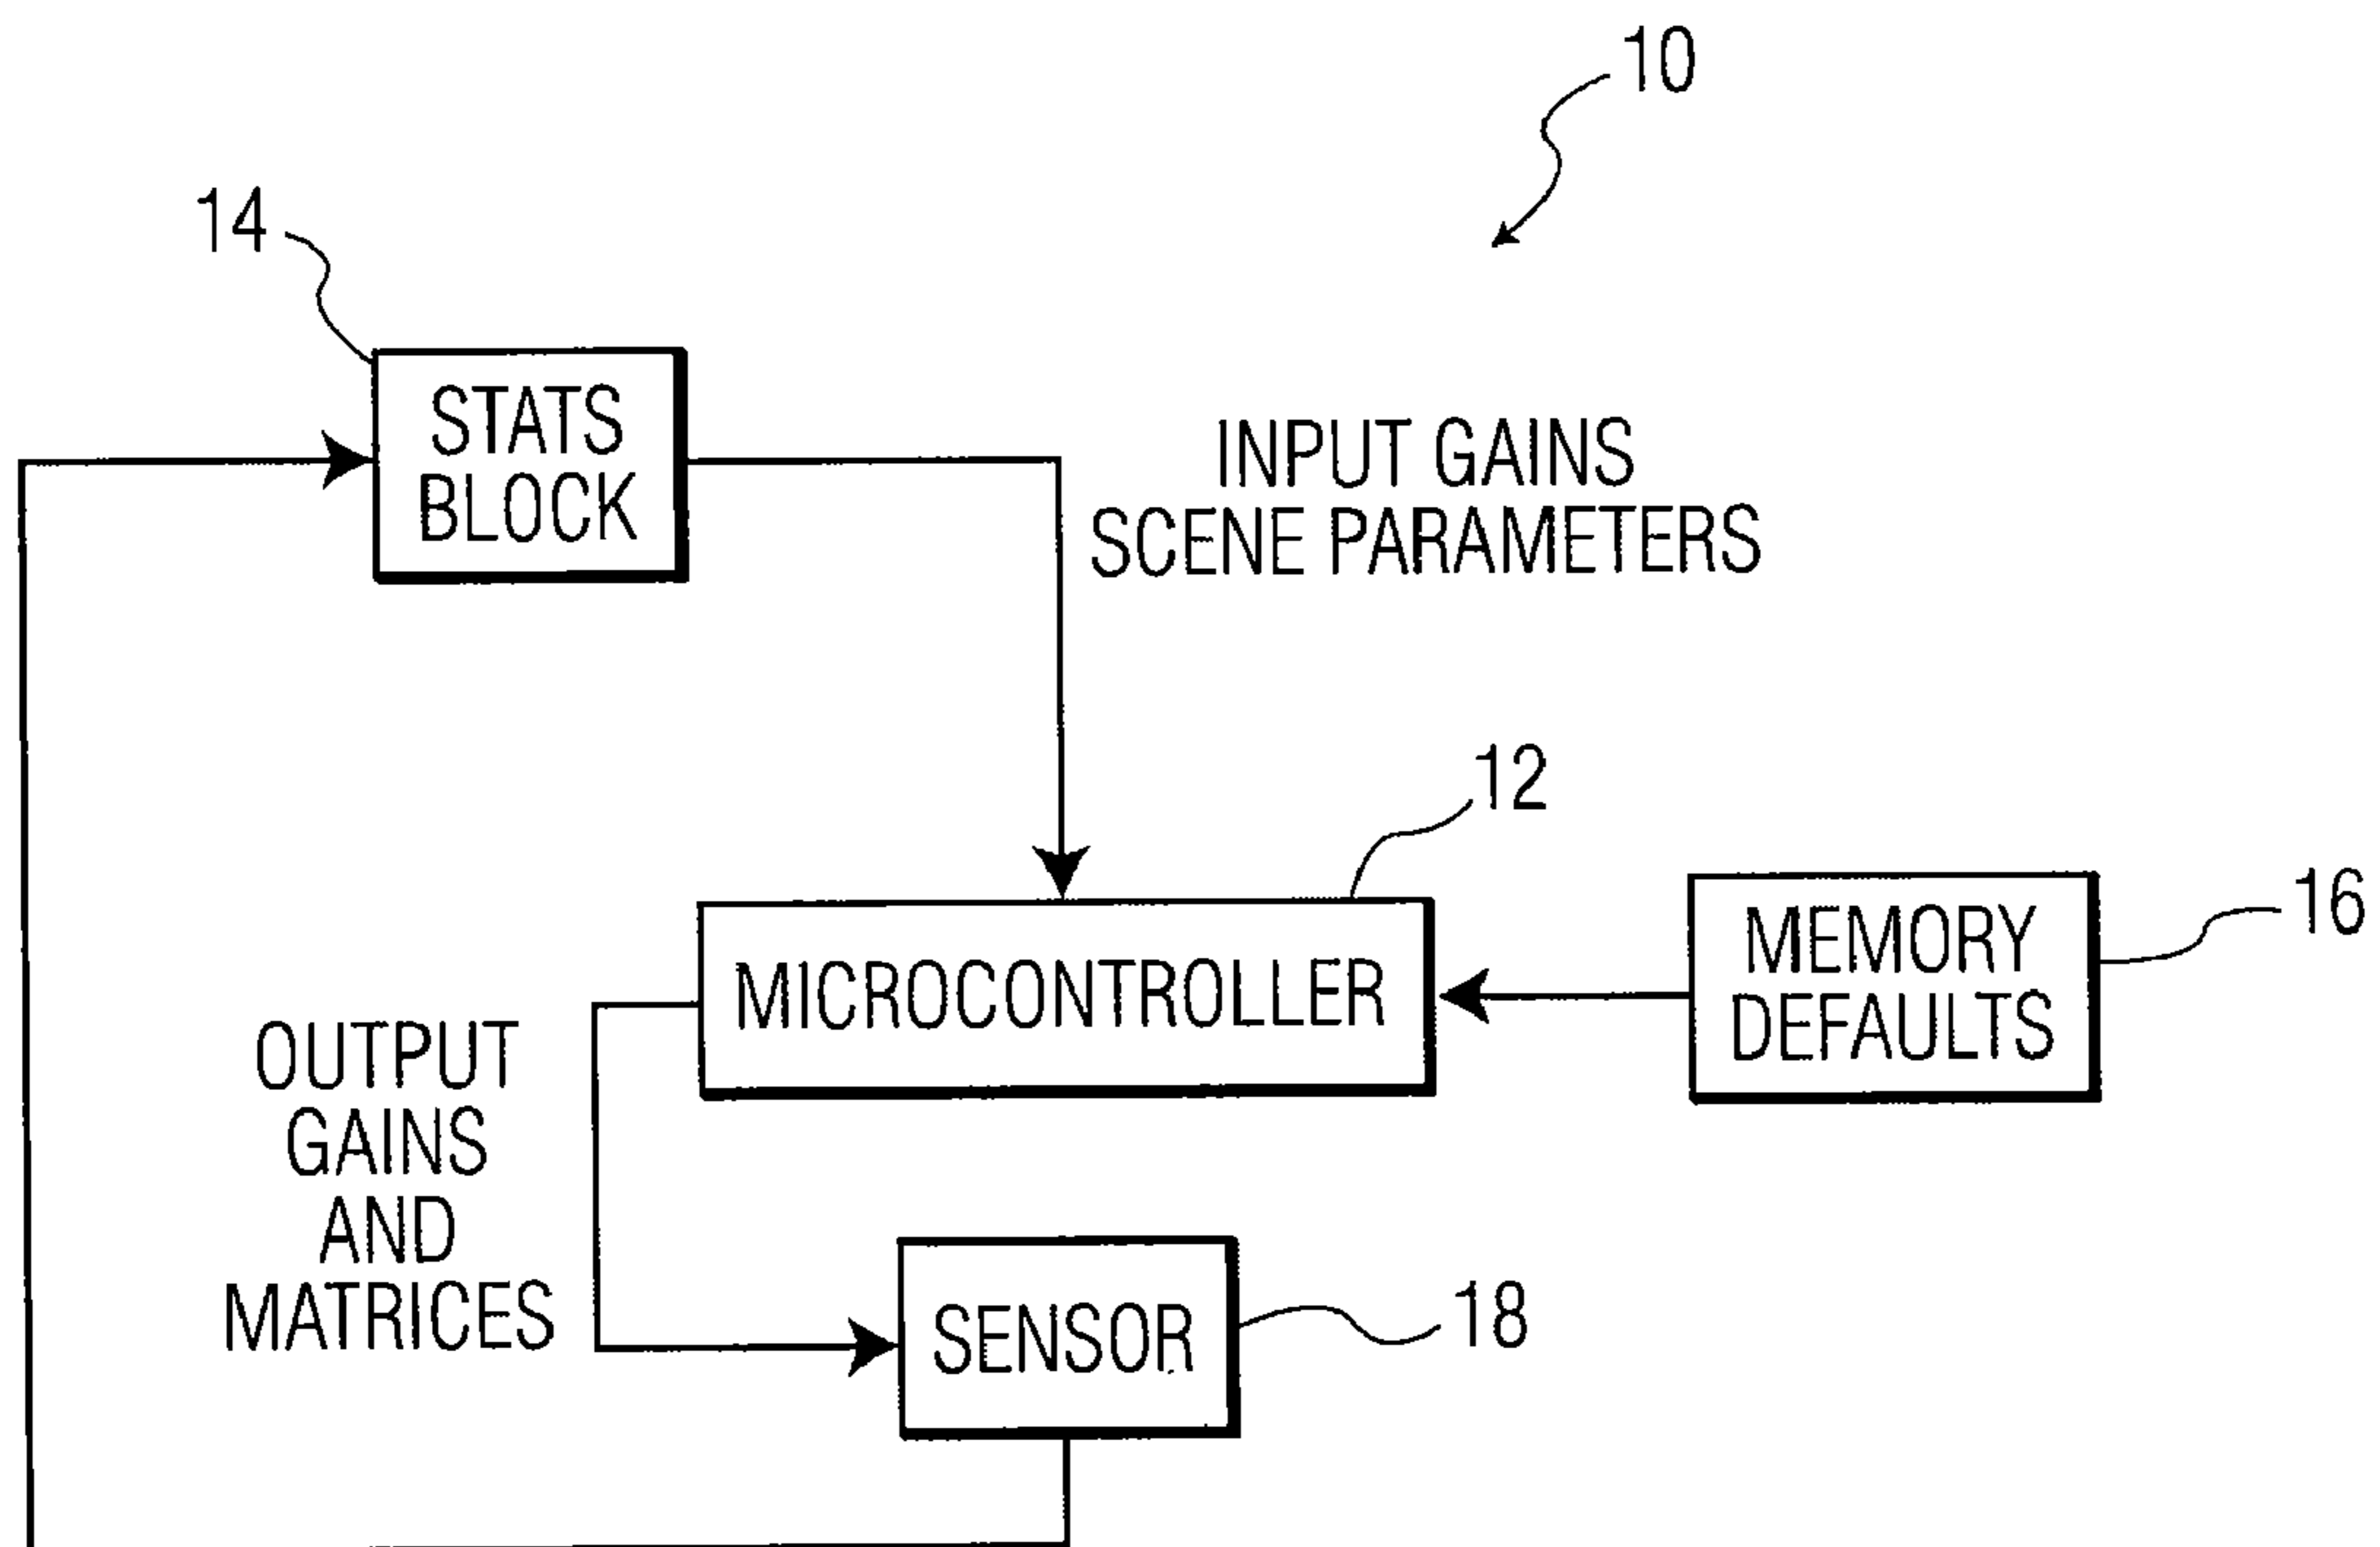 10
14
STATS
BLOCK
INPUT GAINS
SCENE PARAMETERS
12
16
MEMORY
DEFAULTS
MICROCONTROLLER
OUTPUT
GAINS
AND
MATRICES
SENSOR
18